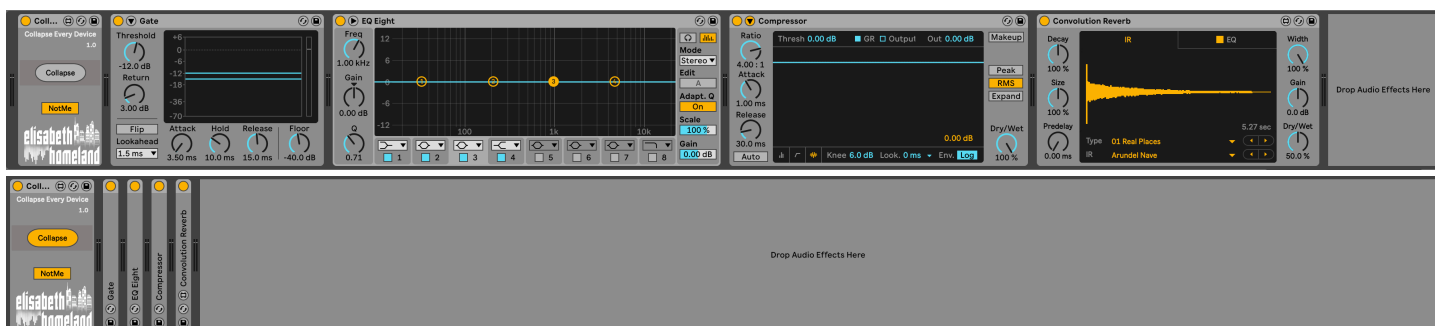 Coll...
Collapse Every Device
1.0
Collapse
NotMe
elisabeth
homeland
Gate
Threshold
-12.0 dB
Return
3.00 dB
Flip
Lookahead
1.5 ms
+6
0
-6
-12
-18
-36
-70
Attack Hold Release Floor
3.50 ms 10.0 ms 15.0 ms -40.0 dB
EQ Eight
Freq
1.00 kHz
Gain
0.00 dB
Q
0.71
12
6
0
-6
-12
1 2 3 4
100 1k 10k
1 2 3 4 5 6 7 8
Mode
Stereo
Edit
A
Adapt. Q
On
Scale
100 %
Gain
0.00 dB
Compressor
Ratio
4.00 : 1
Attack
1.00 ms
Release
30.0 ms
Auto
Thresh 0.00 dB GR Output Out 0.00 dB
0.00 dB
Knee 6.0 dB Look. 0 ms Env. Log
Makeup
Peak
RMS
Expand
Dry/Wet
100 %
Convolution Reverb
Decay
100 %
Size
100 %
Predelay
0.00 ms
IR EQ
5.27 sec
Type 01 Real Places
IR Arundel Nave
Width
100 %
Gain
0.0 dB
Dry/Wet
50.0 %
Drop Audio Effects Here
Coll...
Collapse Every Device
1.0
Collapse
NotMe
elisabeth
homeland
Gate
EQ Eight
Compressor
Convolution Reverb
Drop Audio Effects Here